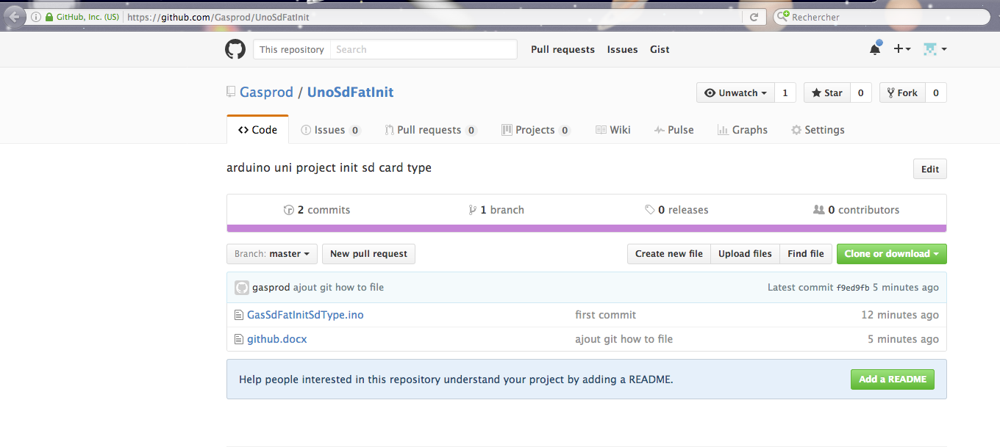 GitHub, Inc. (US) https://github.com/Gasprod/UnoSdFatInit Rechercher
This repository Search Pull requests Issues Gist
Gasprod / UnoSdFatInit Unwatch 1 Star 0 Fork 0
Code Issues 0 Pull requests 0 Projects 0 Wiki Pulse Graphs Settings
arduino uni project init sd card type Edit
2 commits 1 branch 0 releases 0 contributors
Branch: master New pull request Create new file Upload files Find file Clone or download
gasprod ajout git how to file Latest commit f9ed9fb 5 minutes ago
GasSdFatInitSdType.ino first commit 12 minutes ago
github.docx ajout git how to file 5 minutes ago
Help people interested in this repository understand your project by adding a README. Add a README